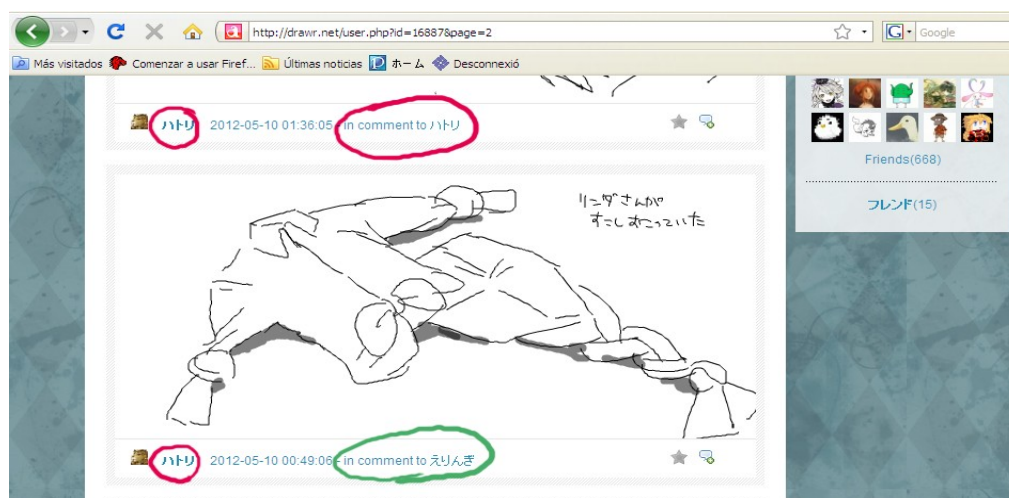 http://drawr.net/user.php?id=16887&page=2
Google
Más visitados
Comenzar a usar Firef...
Últimas noticias
ホーム
Desconnexió
ハトリ 2012-05-10 01:36:05 - in comment to ハトリ
Friends(668)
フレンド(15)
リンダさんが
すこしおこっていた
ハトリ 2012-05-10 00:49:06 - in comment to えりんぎ